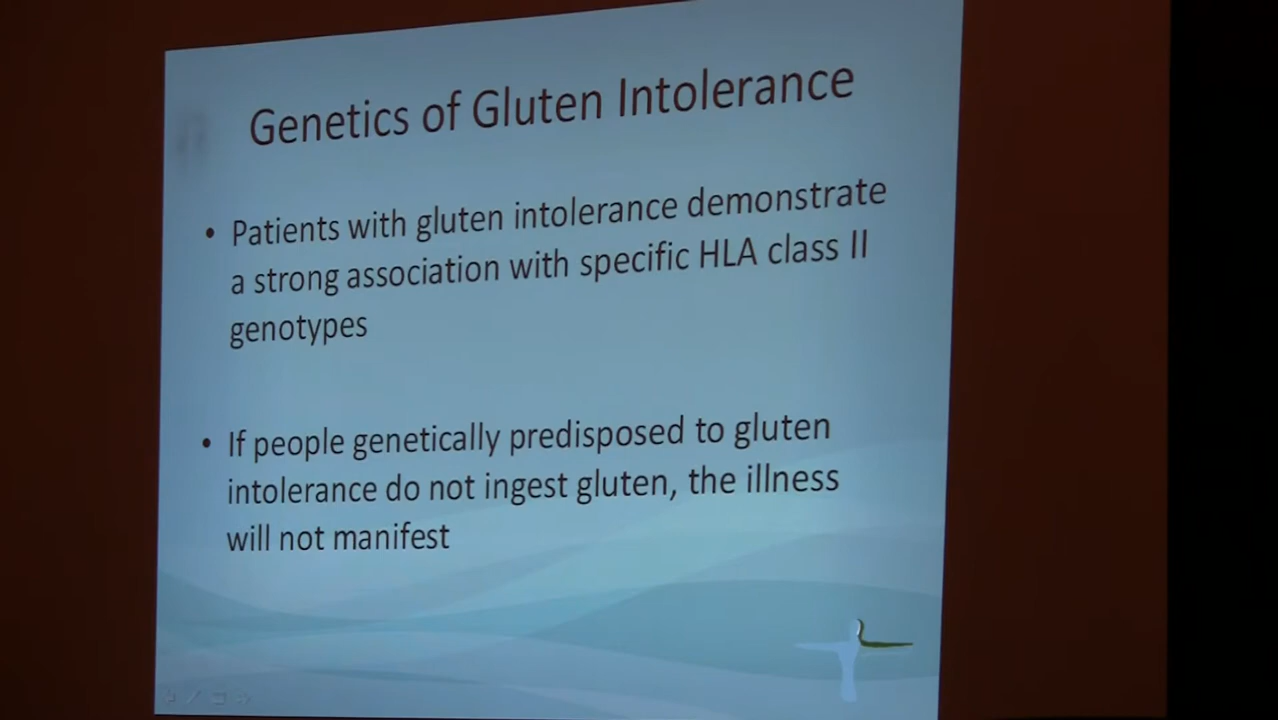 Genetics of Gluten Intolerance
• Patients with gluten intolerance demonstrate
a strong association with specific HLA class II
genotypes
• If people genetically predisposed to gluten
intolerance do not ingest gluten, the illness
will not manifest